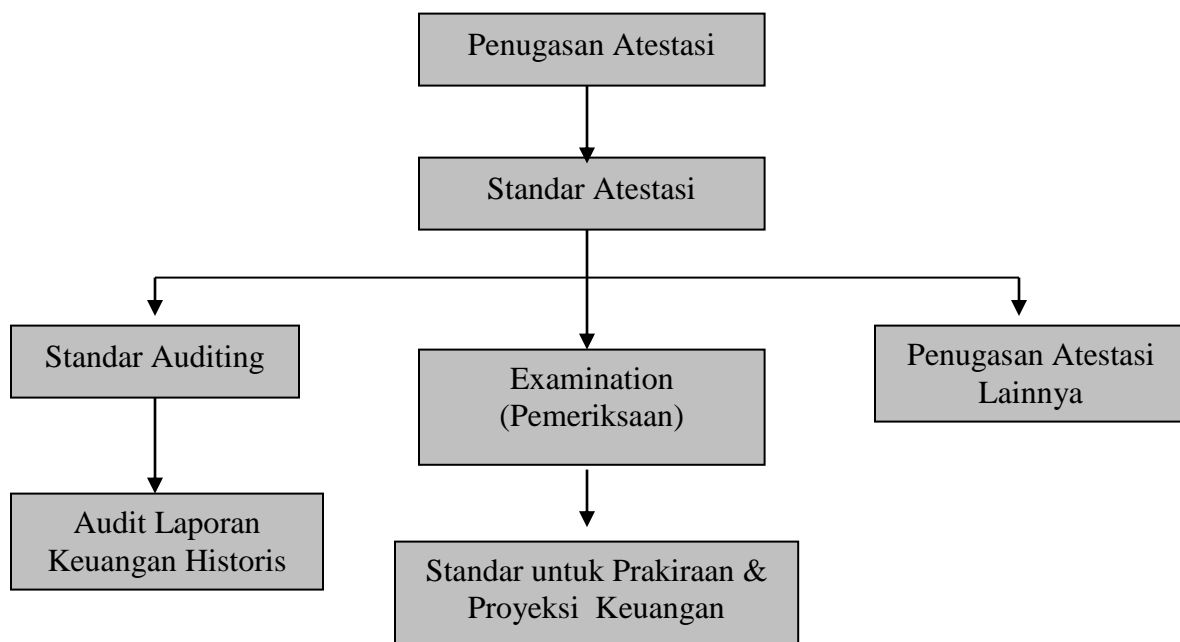 Penugasan Atestasi
Standar Atestasi
Standar Auditing
Examination
(Pemeriksaan)
Penugasan Atestasi
Lainnya
Audit Laporan
Keuangan Historis
Standar untuk Prakiraan &
Proyeksi Keuangan